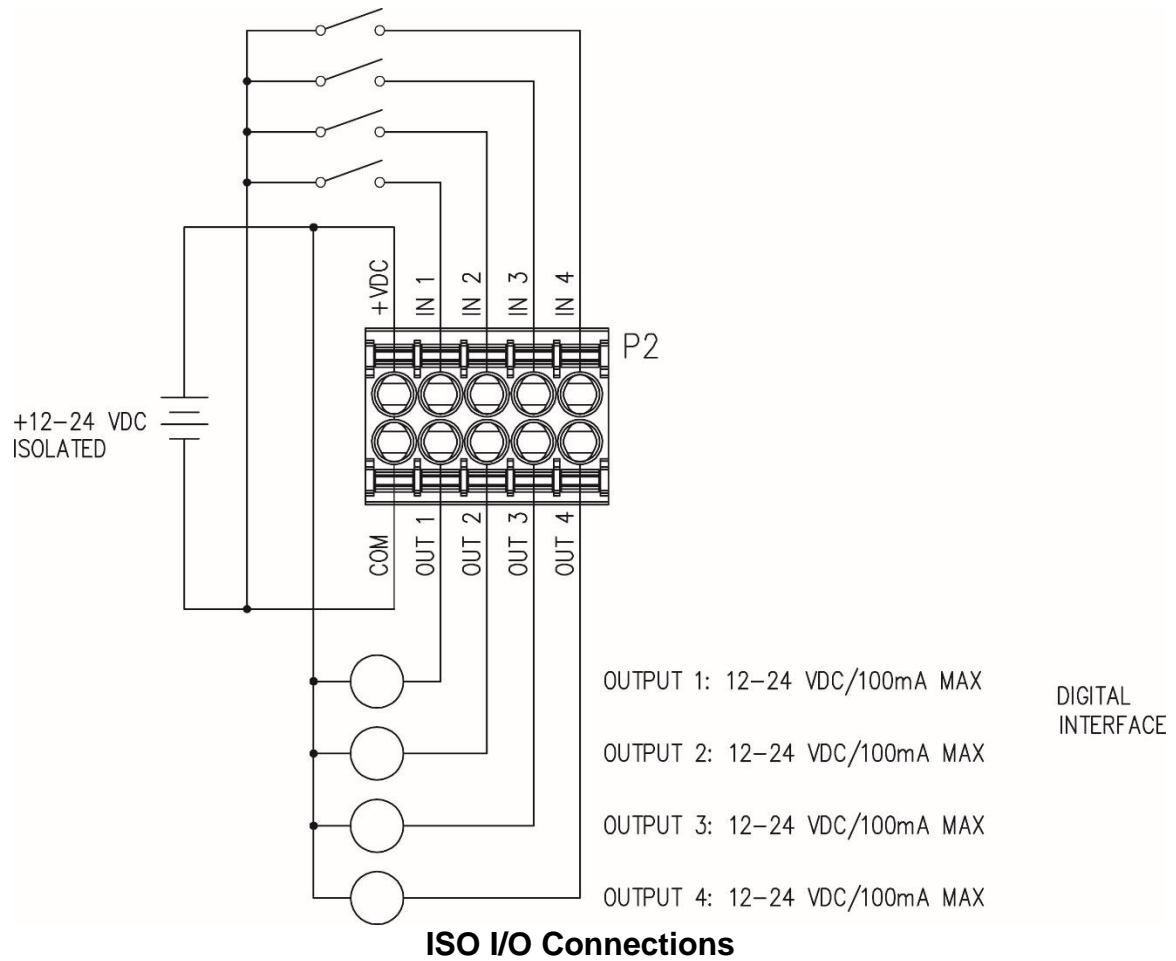 +VDC
IN 1
IN 2
IN 3
IN 4
P2
+12-24 VDC
ISOLATED
COM
OUT 1
OUT 2
OUT 3
OUT 4
OUTPUT 1: 12-24 VDC/100mA MAX
OUTPUT 2: 12-24 VDC/100mA MAX
OUTPUT 3: 12-24 VDC/100mA MAX
OUTPUT 4: 12-24 VDC/100mA MAX
DIGITAL
INTERFACE
ISO I/O Connections